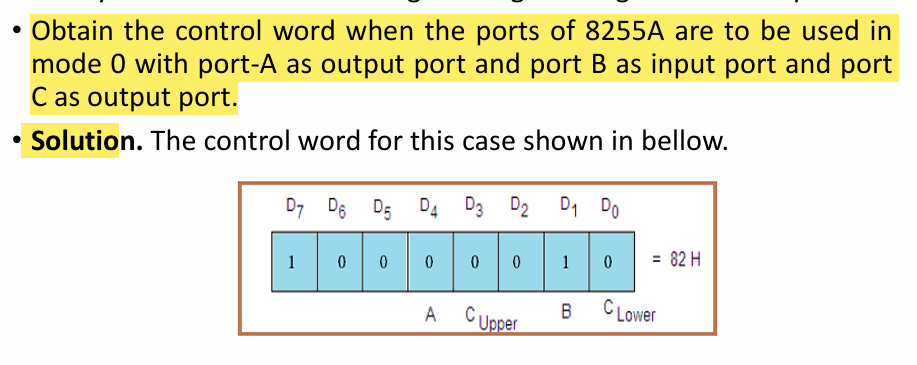 • Obtain the control word when the ports of 8255A are to be used in
mode 0 with port-A as output port and port B as input port and port
C as output port.
• Solution. The control word for this case shown in bellow.
D7 D6 D5 D4 D3 D2 D1 D0
1 0 0 0 0 0 1 0 = 82 H
A C Upper B C Lower